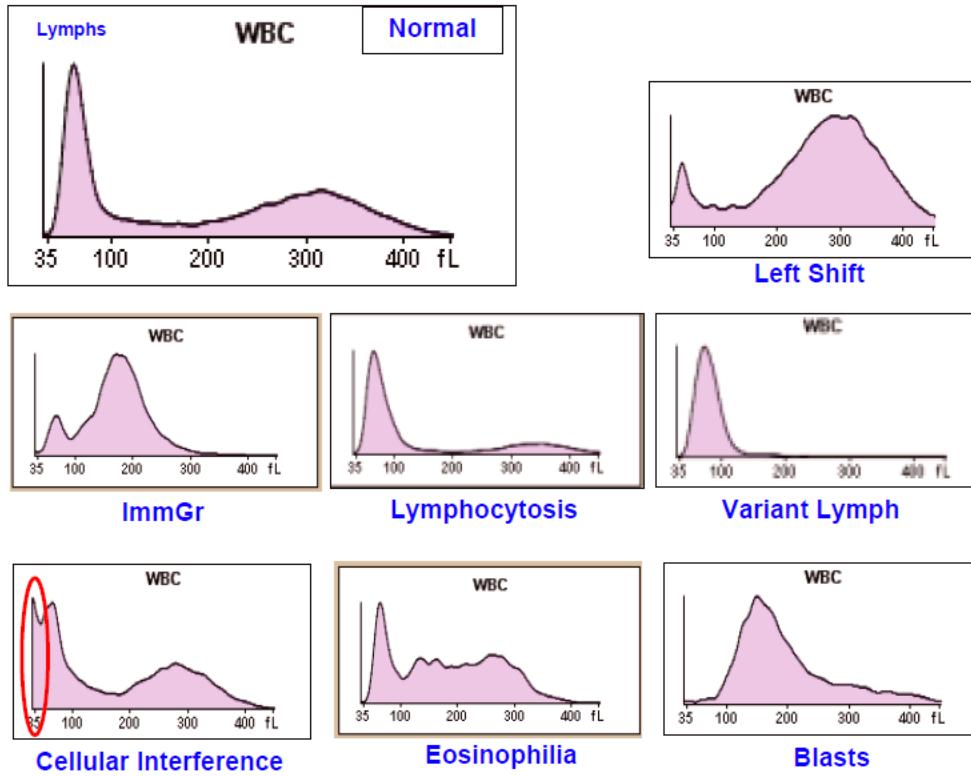 Lymphs
WBC
Normal
35 100 200 300 400 fL
WBC
35 100 200 300 400 fL
Left Shift
WBC
35 100 200 300 400 fL
ImmGr
WBC
35 100 200 300 400 fL
Lymphocytosis
WBC
35 100 200 300 400 fL
Variant Lymph
WBC
35 100 200 300 400 fL
Cellular Interference
WBC
35 100 200 300 400 fL
Eosinophilia
WBC
35 100 200 300 400 fL
Blasts